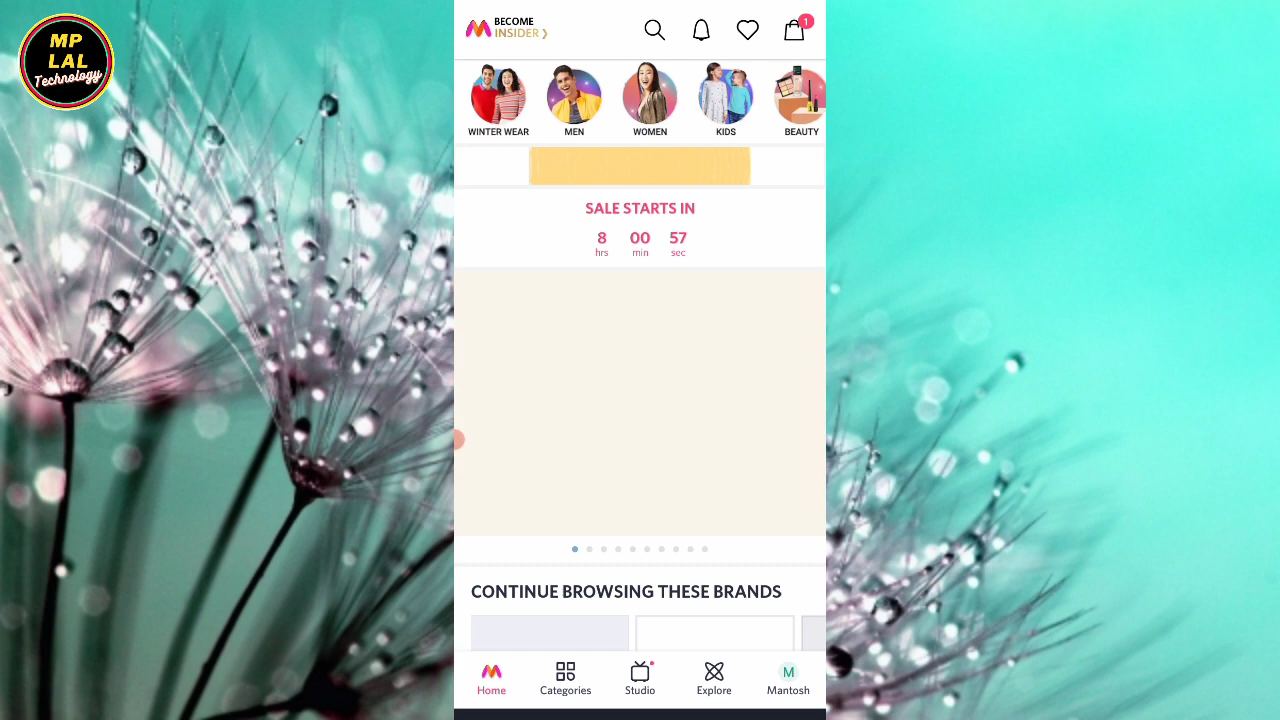 MP
LAL
Technology
BECOME
INSIDER ❯
1
WINTER WEAR
MEN
WOMEN
KIDS
BEAUTY
SALE STARTS IN
8 00 57
hrs min sec
CONTINUE BROWSING THESE BRANDS
M
Home Categories Studio Explore Mantosh